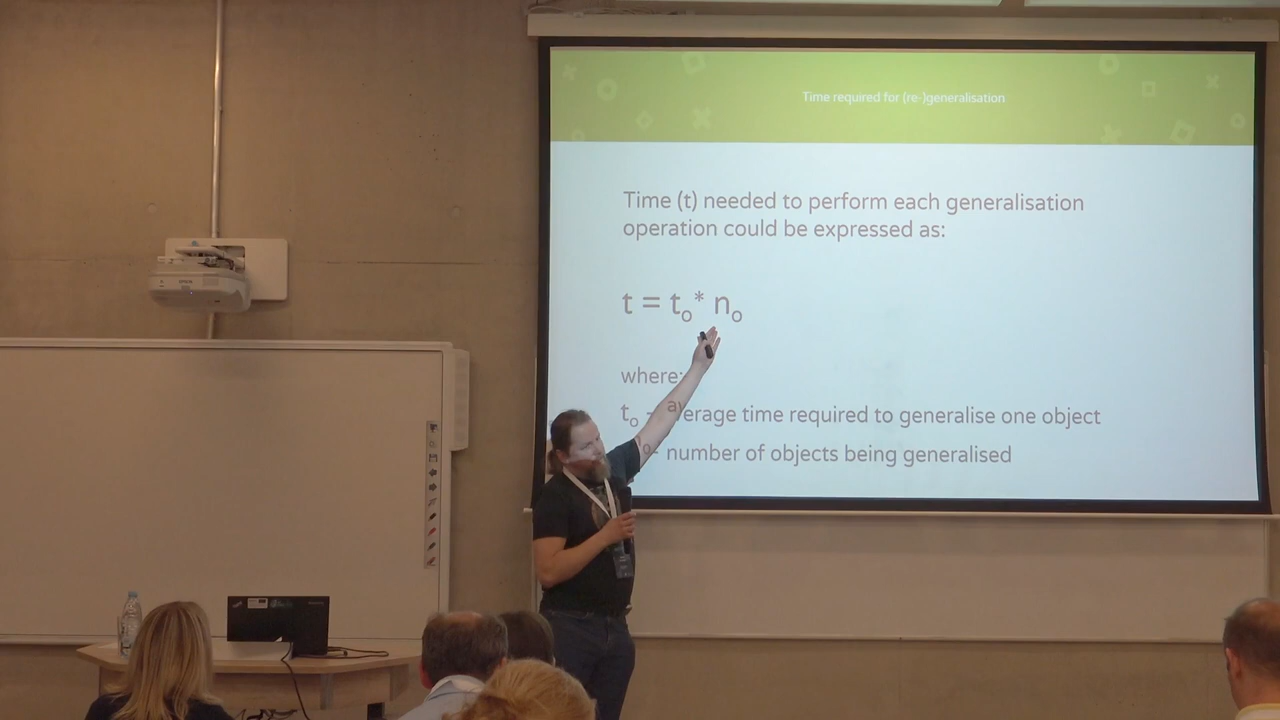 Time required for (re-)generalisation
Time (t) needed to perform each generalisation
operation could be expressed as:
t = tₒ* nₒ
where:
tₒ - average time required to generalise one object
o- number of objects being generalised
EPSON